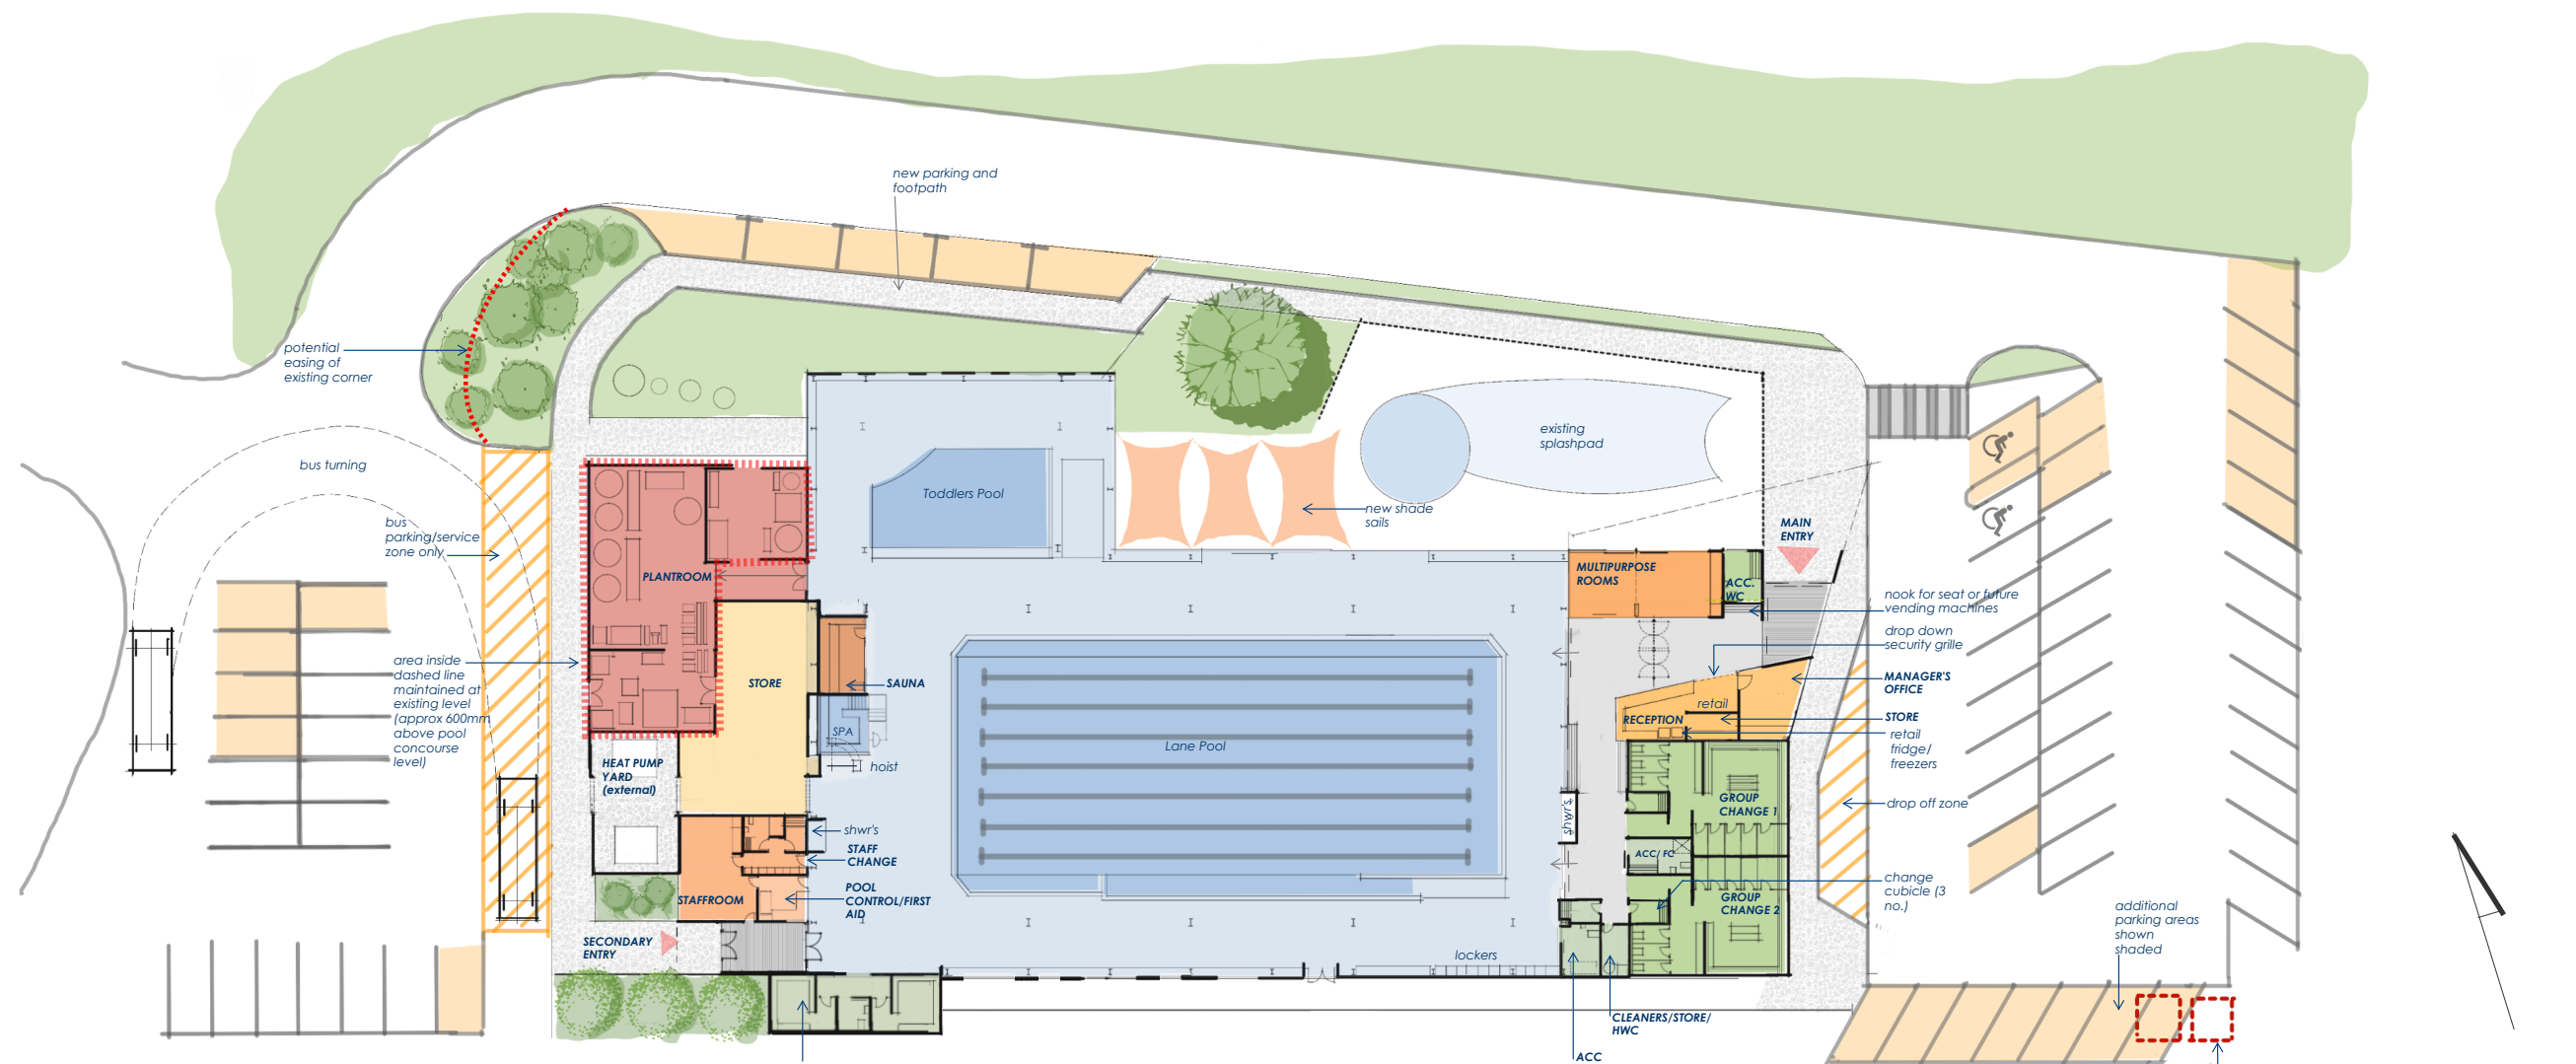 new parking and
footpath
potential
easing of
existing corner
bus turning
bus
parking/service
zone only
existing
splashpad
Toddlers Pool
new shade
sails
MAIN
ENTRY
PLANTROOM
MULTIPURPOSE
ROOMS
ACC.
WC
nook for seat or future
vending machines
drop down
security grille
area inside
dashed line
maintained at
existing level
(approx 600mm
above pool
concourse
level)
STORE
SAUNA
MANAGER'S
OFFICE
retail
RECEPTION
STORE
retail
fridge/
freezers
SPA
Lane Pool
hoist
HEAT PUMP
YARD
(external)
shwr's
GROUP
CHANGE 1
drop off zone
shwr's
STAFF
CHANGE
ACC/ FC
change
cubicle (3
no.)
POOL
CONTROL/FIRST
AID
STAFFROOM
GROUP
CHANGE 2
additional
parking areas
shown
shaded
SECONDARY
ENTRY
lockers
CLEANERS/STORE/
HWC
ACC